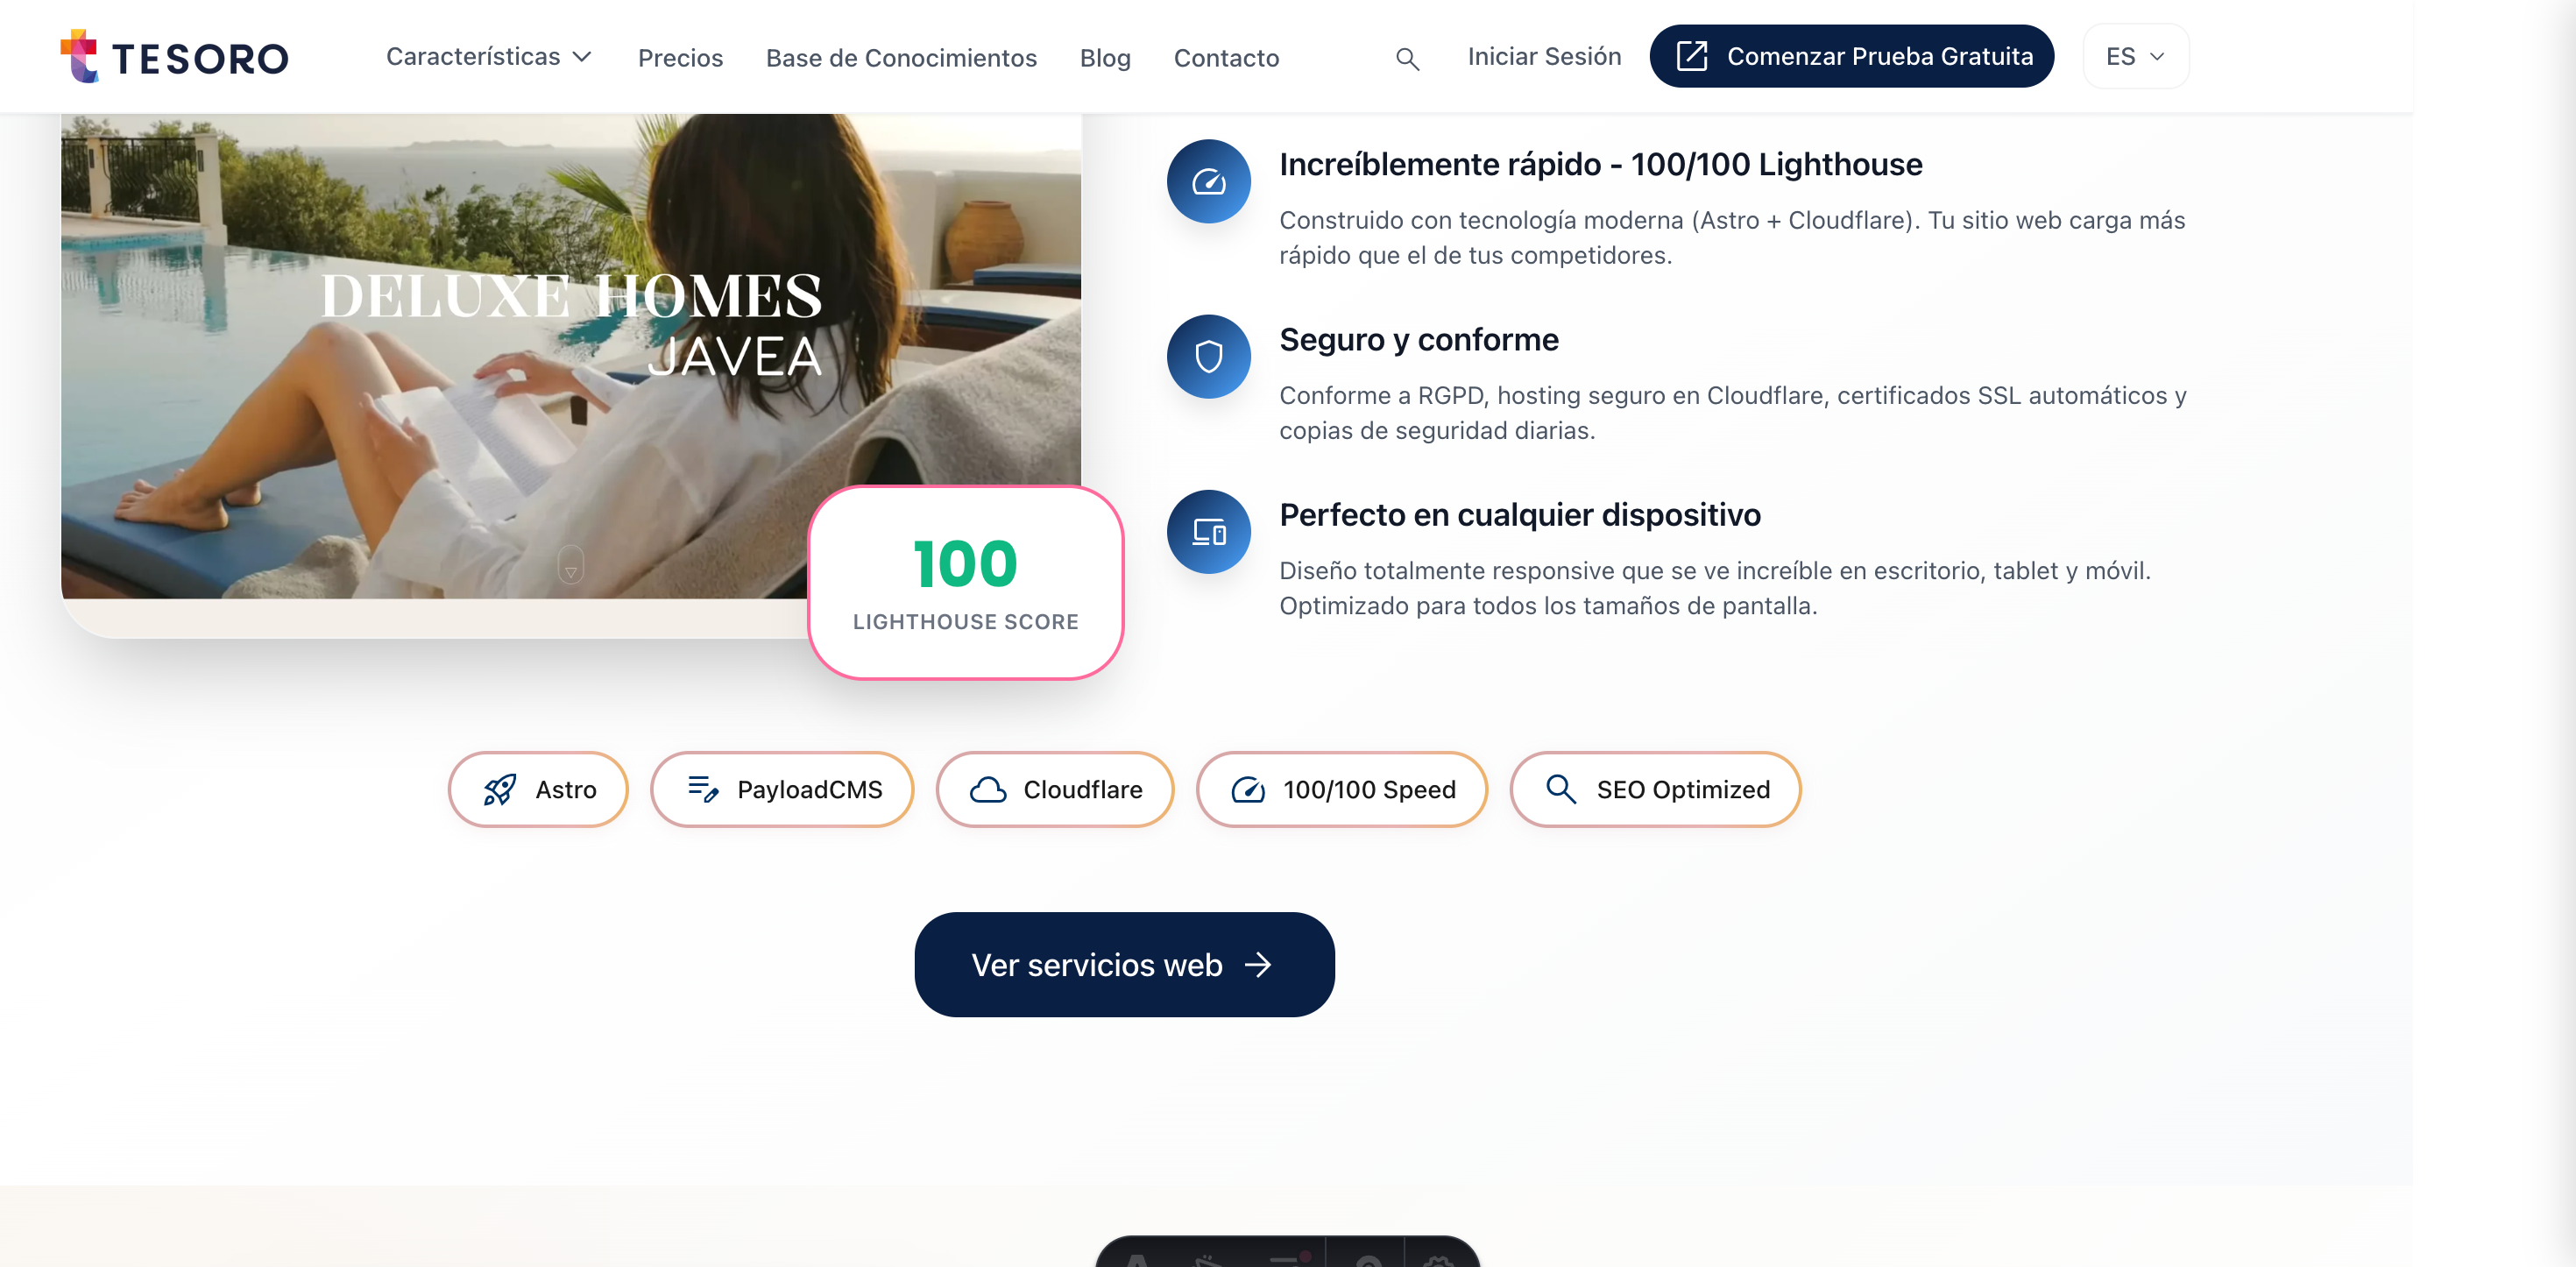 TESORO
Características
Precios
Base de Conocimientos
Blog
Contacto
Iniciar Sesión
Comenzar Prueba Gratuita
ES
DELUXE HOMES
JAVEA
100
LIGHTHOUSE SCORE
Increíblemente rápido - 100/100 Lighthouse
Construido con tecnología moderna (Astro + Cloudflare). Tu sitio web carga más
rápido que el de tus competidores.
Seguro y conforme
Conforme a RGPD, hosting seguro en Cloudflare, certificados SSL automáticos y
copias de seguridad diarias.
Perfecto en cualquier dispositivo
Diseño totalmente responsive que se ve increíble en escritorio, tablet y móvil.
Optimizado para todos los tamaños de pantalla.
Astro
PayloadCMS
Cloudflare
100/100 Speed
SEO Optimized
Ver servicios web